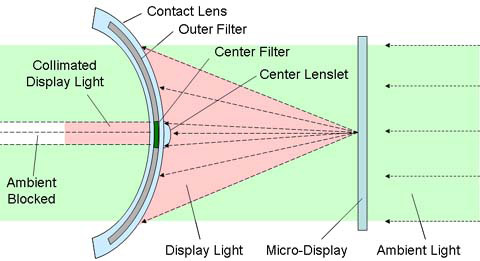 Contact Lens
Outer Filter
Center Filter
Center Lenslet
Collimated
Display Light
Ambient
Blocked
Display Light
Micro-Display
Ambient Light